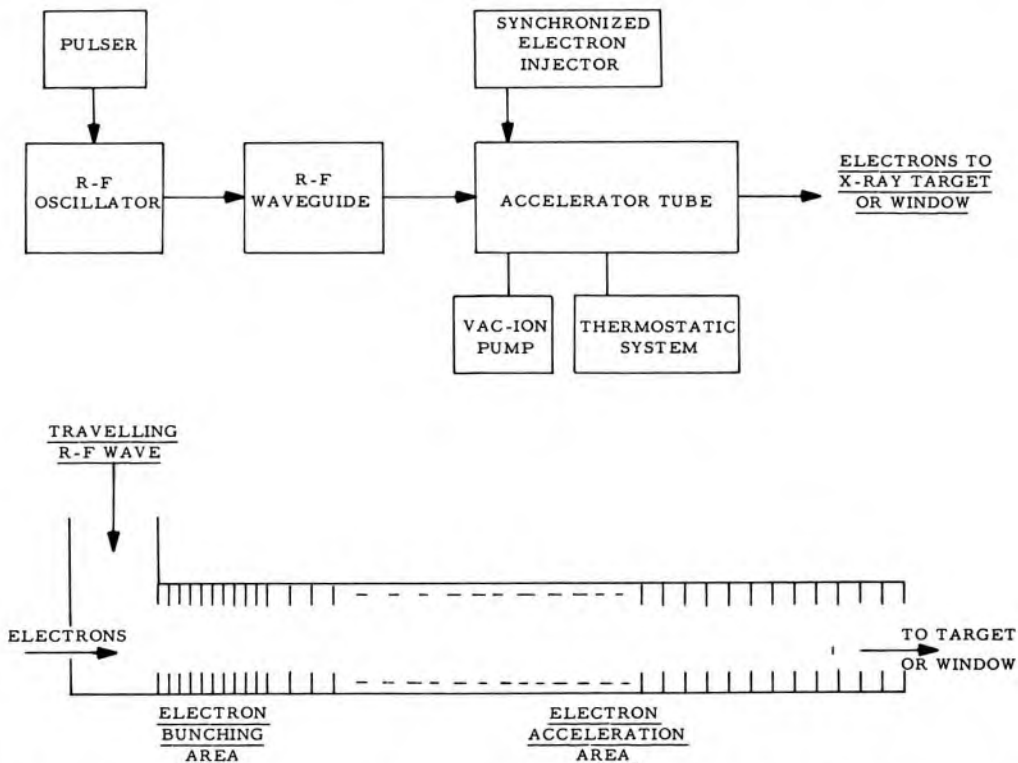 PULSER
SYNCHRONIZED
ELECTRON
INJECTOR
R-F
OSCILLATOR
R-F
WAVEGUIDE
ACCELERATOR TUBE
ELECTRONS TO
X-RAY TARGET
OR WINDOW
VAC-ION
PUMP
THERMOSTATIC
SYSTEM
TRAVELLING
R-F WAVE
ELECTRONS
TO TARGET
OR WINDOW
ELECTRON
BUNCHING
AREA
ELECTRON
ACCELERATION
AREA